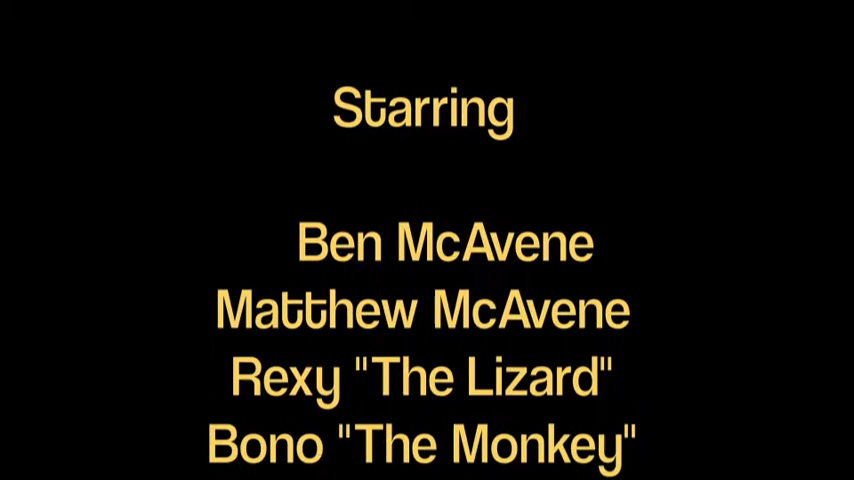 Starring
Ben McAvene
Matthew McAvene
Rexy "The Lizard"
Bono "The Monkey"